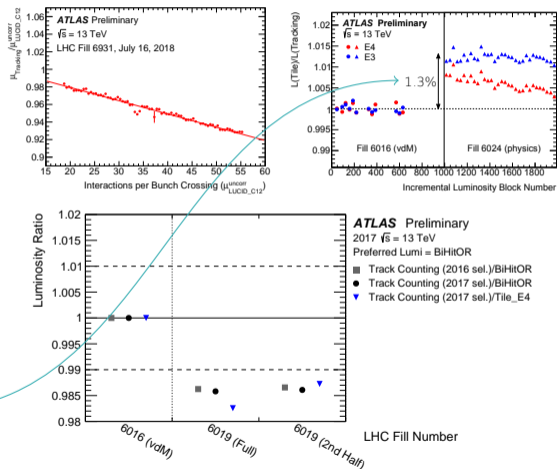 ATLAS Preliminary
√s = 13 TeV
LHC Fill 6931, July 16, 2018
μTracking/μ^uncorr_LUCID_C12
1.06
1.04
1.02
1
0.98
0.96
0.94
0.92
0.9
15 20 25 30 35 40 45 50 55 60
Interactions per Bunch Crossing (μ^uncorr_LUCID_C12)
ATLAS Preliminary
√s = 13 TeV
E4
E3
L(Tile)/L(Tracking)
1.02
1.015
1.01
1.005
1
0.995
0.99
1.3%
Fill 6016 (vdM) Fill 6024 (physics)
0 200 400 600 800 1000 1200 1400 1600 1800
Incremental Luminosity Block Number
Luminosity Ratio
1.02
1.015
1.01
1.005
1
0.995
0.99
0.985
0.98
6016 (vdM)
6019 (Full)
6019 (2nd Half)
LHC Fill Number
ATLAS Preliminary
2017 √s = 13 TeV
Preferred Lumi = BiHitOR
Track Counting (2016 sel.)/BiHitOR
Track Counting (2017 sel.)/BiHitOR
Track Counting (2017 sel.)/Tile_E4